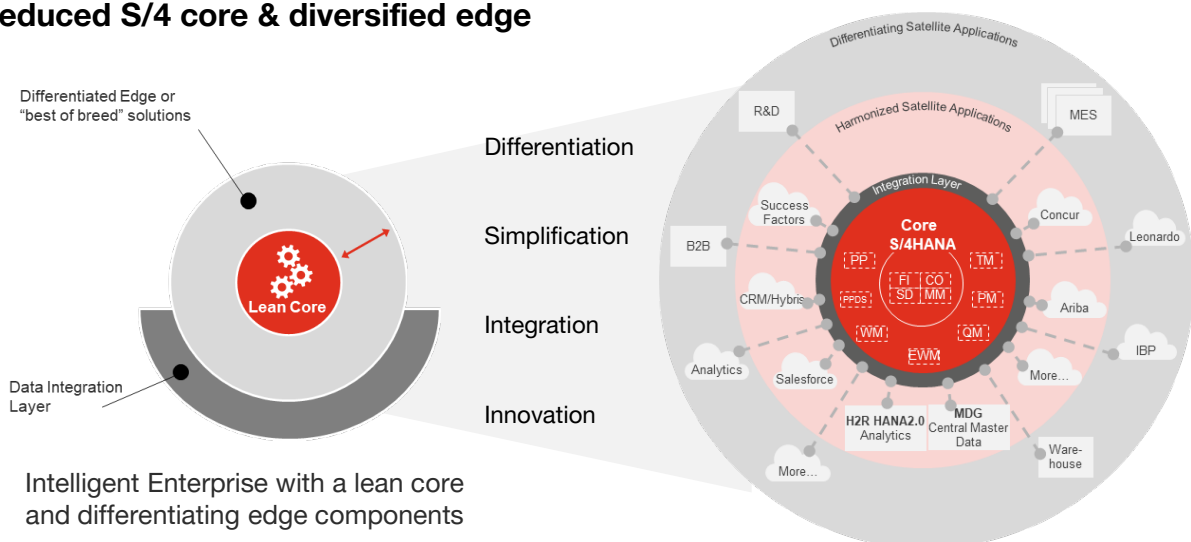 educed S/4 core & diversified edge
Differentiated Edge or
“best of breed” solutions
Lean Core
Data Integration
Layer
Intelligent Enterprise with a lean core
and differentiating edge components
Differentiation
Simplification
Integration
Innovation
Differentiating Satellite Applications
Harmonized Satellite Applications
Integration Layer
Core
S/4HANA
FI
CO
SD
MM
PP
TM
PPDS
PM
WM
QM
EWM
R&D
MES
Success
Factors
Concur
B2B
Leonardo
CRM/Hybris
Ariba
Analytics
IBP
Salesforce
More...
H2R HANA2.0
Analytics
MDG
Central Master
Data
More...
Ware-
house